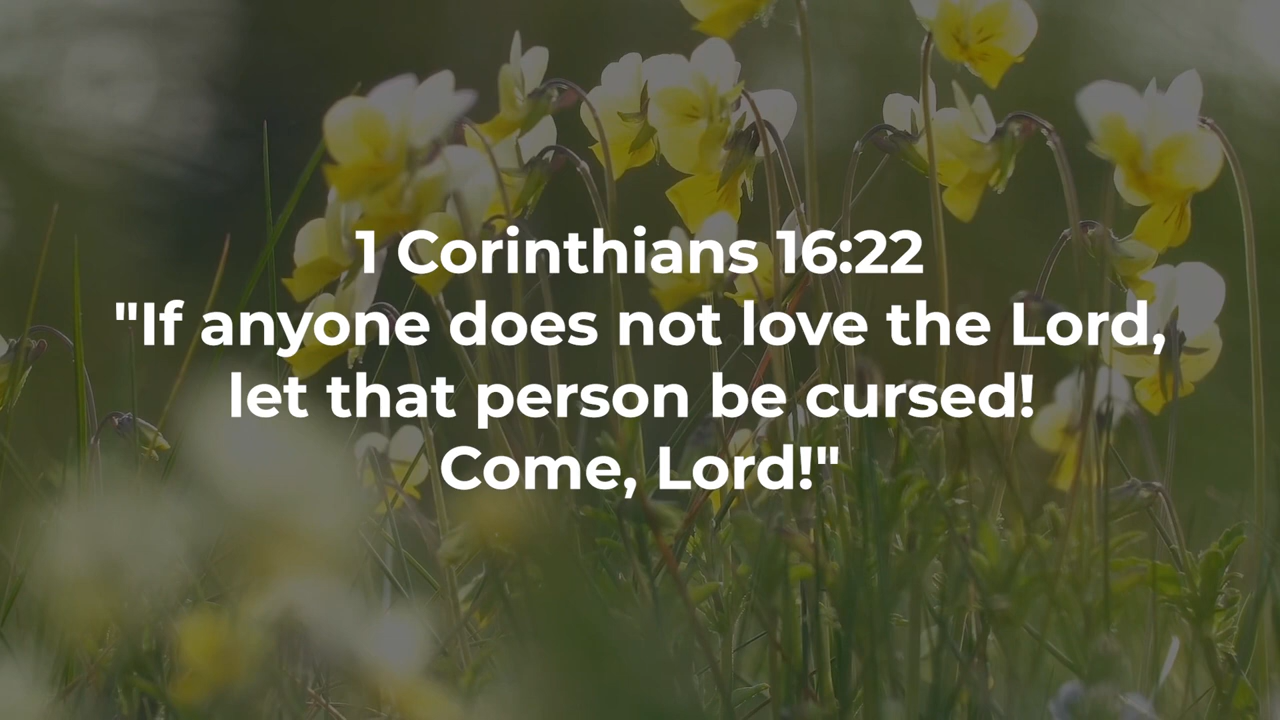 1 Corinthians 16:22
"If anyone does not love the Lord,
let that person be cursed!
Come, Lord!"